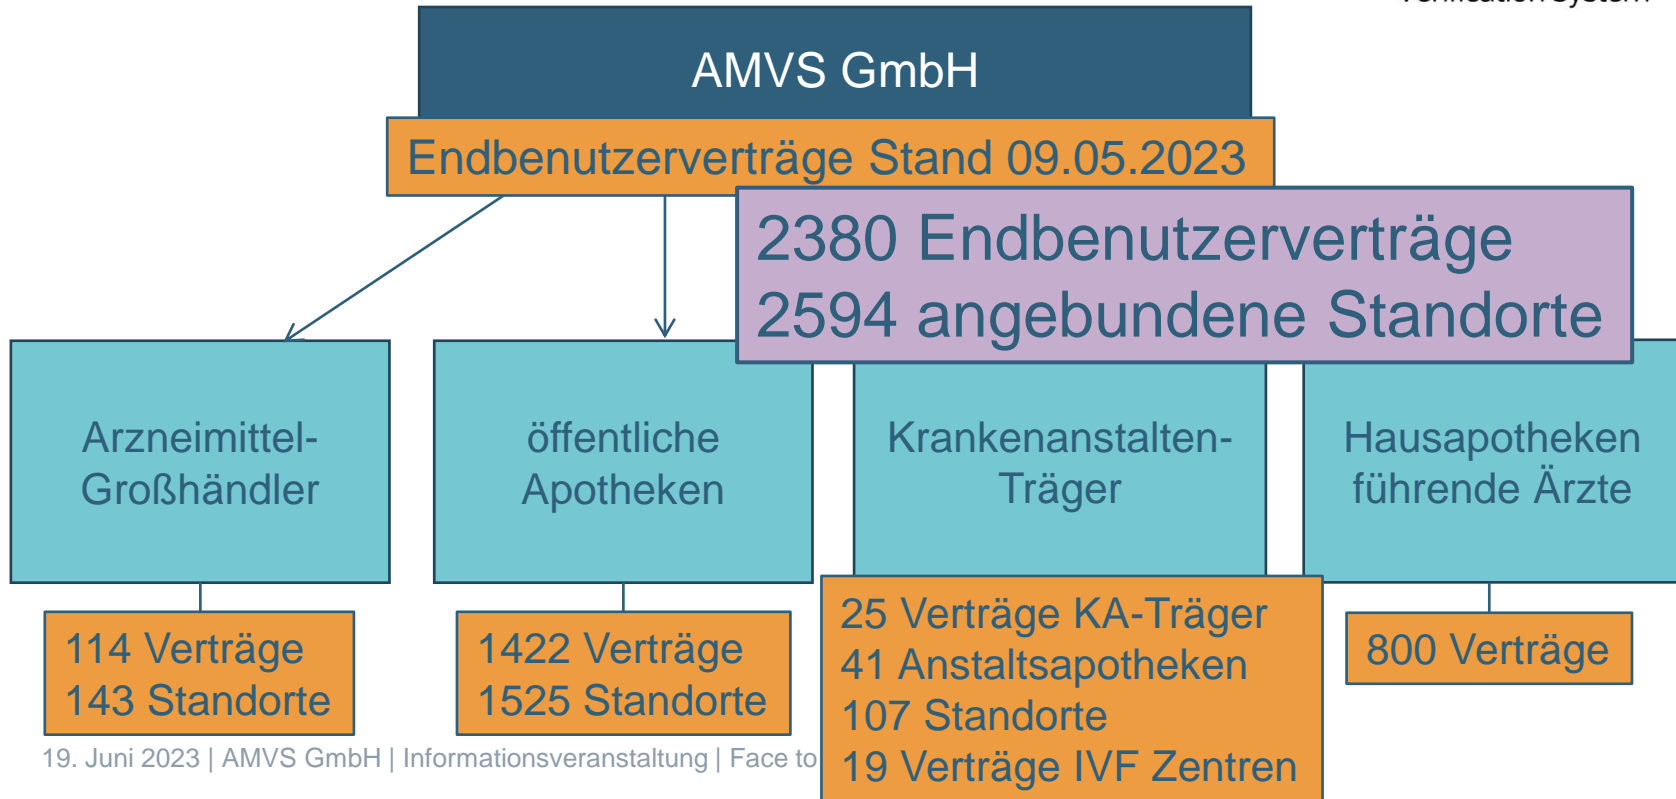 AMVS GmbH
Endbenutzerverträge Stand 09.05.2023
2380 Endbenutzerverträge
2594 angebundene Standorte
Arzneimittel-
Großhändler
öffentliche
Apotheken
Krankenanstalten-
Träger
Hausapotheken
führende Ärzte
114 Verträge
143 Standorte
1422 Verträge
1525 Standorte
25 Verträge KA-Träger
41 Anstaltsapotheken
107 Standorte
19 Verträge IVF Zentren
800 Verträge
19. Juni 2023 | AMVS GmbH | Informationsveranstaltung | Face to